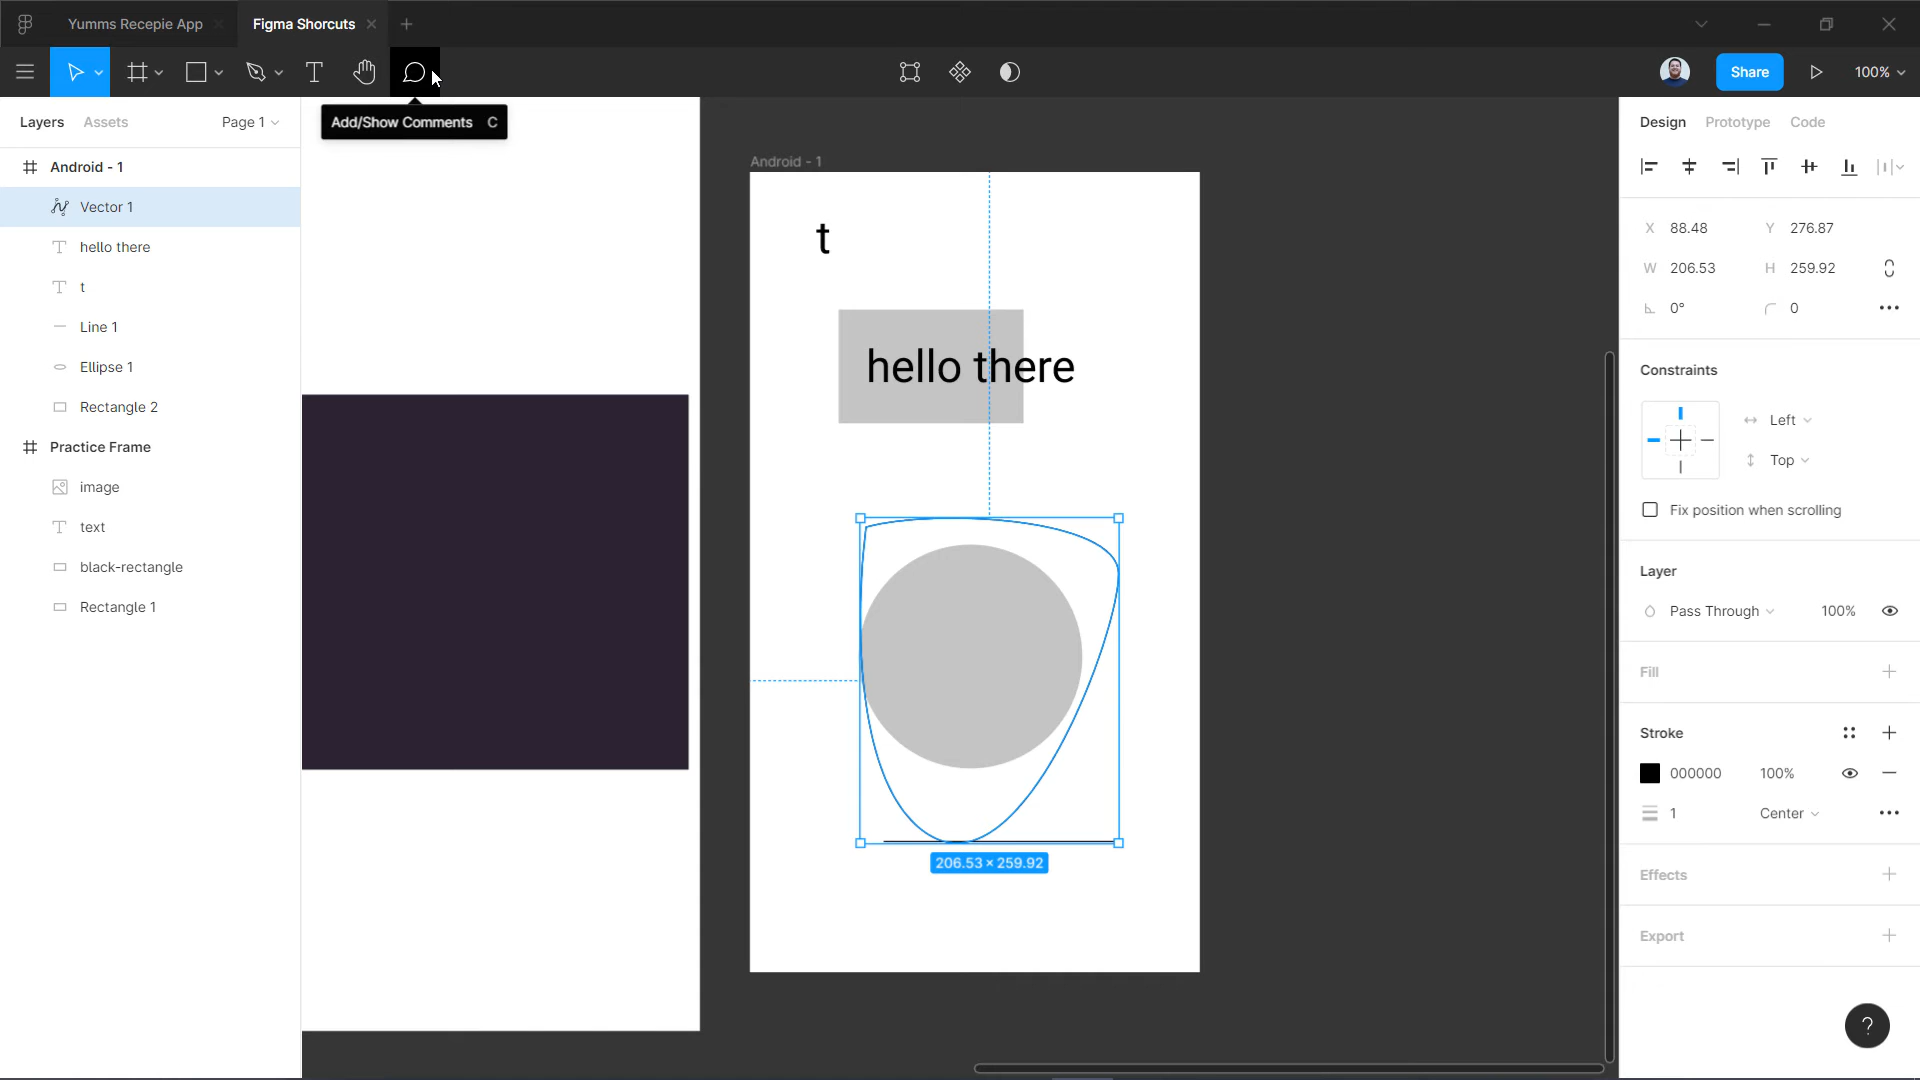 Yumms Recepie App
Figma Shorcuts
Share
100%
Add/Show Comments C
Layers
Assets
Page 1
Android - 1
Vector 1
hello there
t
Line 1
Ellipse 1
Rectangle 2
Practice Frame
image
text
black-rectangle
Rectangle 1
Android - 1
t
hello there
206.53 × 259.92
Design
Prototype
Code
X 88.48
Y 276.87
W 206.53
H 259.92
0°
0
Constraints
Left
Top
Fix position when scrolling
Layer
Pass Through
100%
Fill
Stroke
000000
100%
1
Center
Effects
Export
?